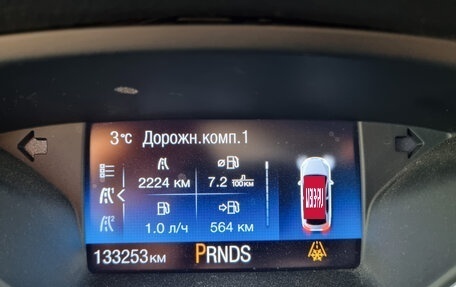 3°C Дорожн.комп.1
2224 км 7.2 100км
1.0 л/ч 564 км
133253км PRNDS